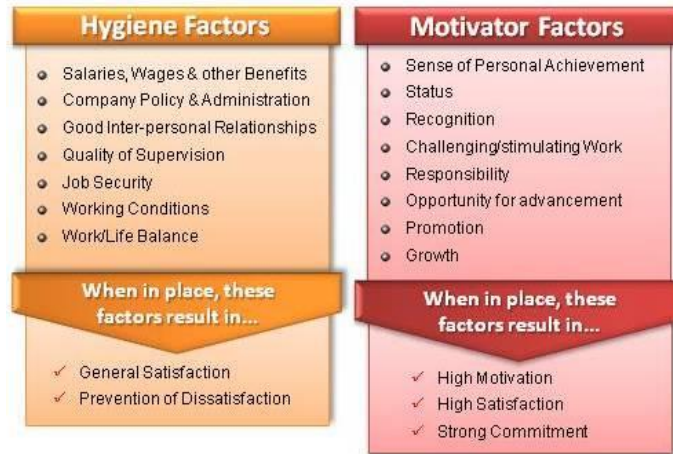 Hygiene Factors
Salaries, Wages & other Benefits
Company Policy & Administration
Good Inter-personal Relationships
Quality of Supervision
Job Security
Working Conditions
Work/Life Balance
When in place, these
factors result in...
General Satisfaction
Prevention of Dissatisfaction
Motivator Factors
Sense of Personal Achievement
Status
Recognition
Challenging/stimulating Work
Responsibility
Opportunity for advancement
Promotion
Growth
When in place, these
factors result in...
High Motivation
High Satisfaction
Strong Commitment